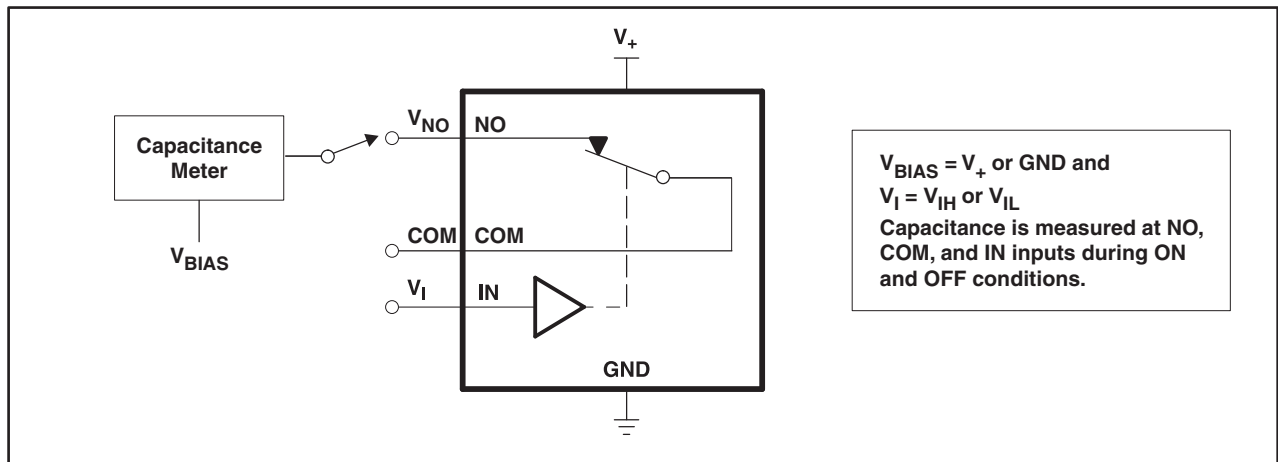 V+
Capacitance
Meter
VBIAS
VNO NO
COM COM
VI IN
GND
VBIAS = V+ or GND and
VI = VIH or VIL
Capacitance is measured at NO,
COM, and IN inputs during ON
and OFF conditions.